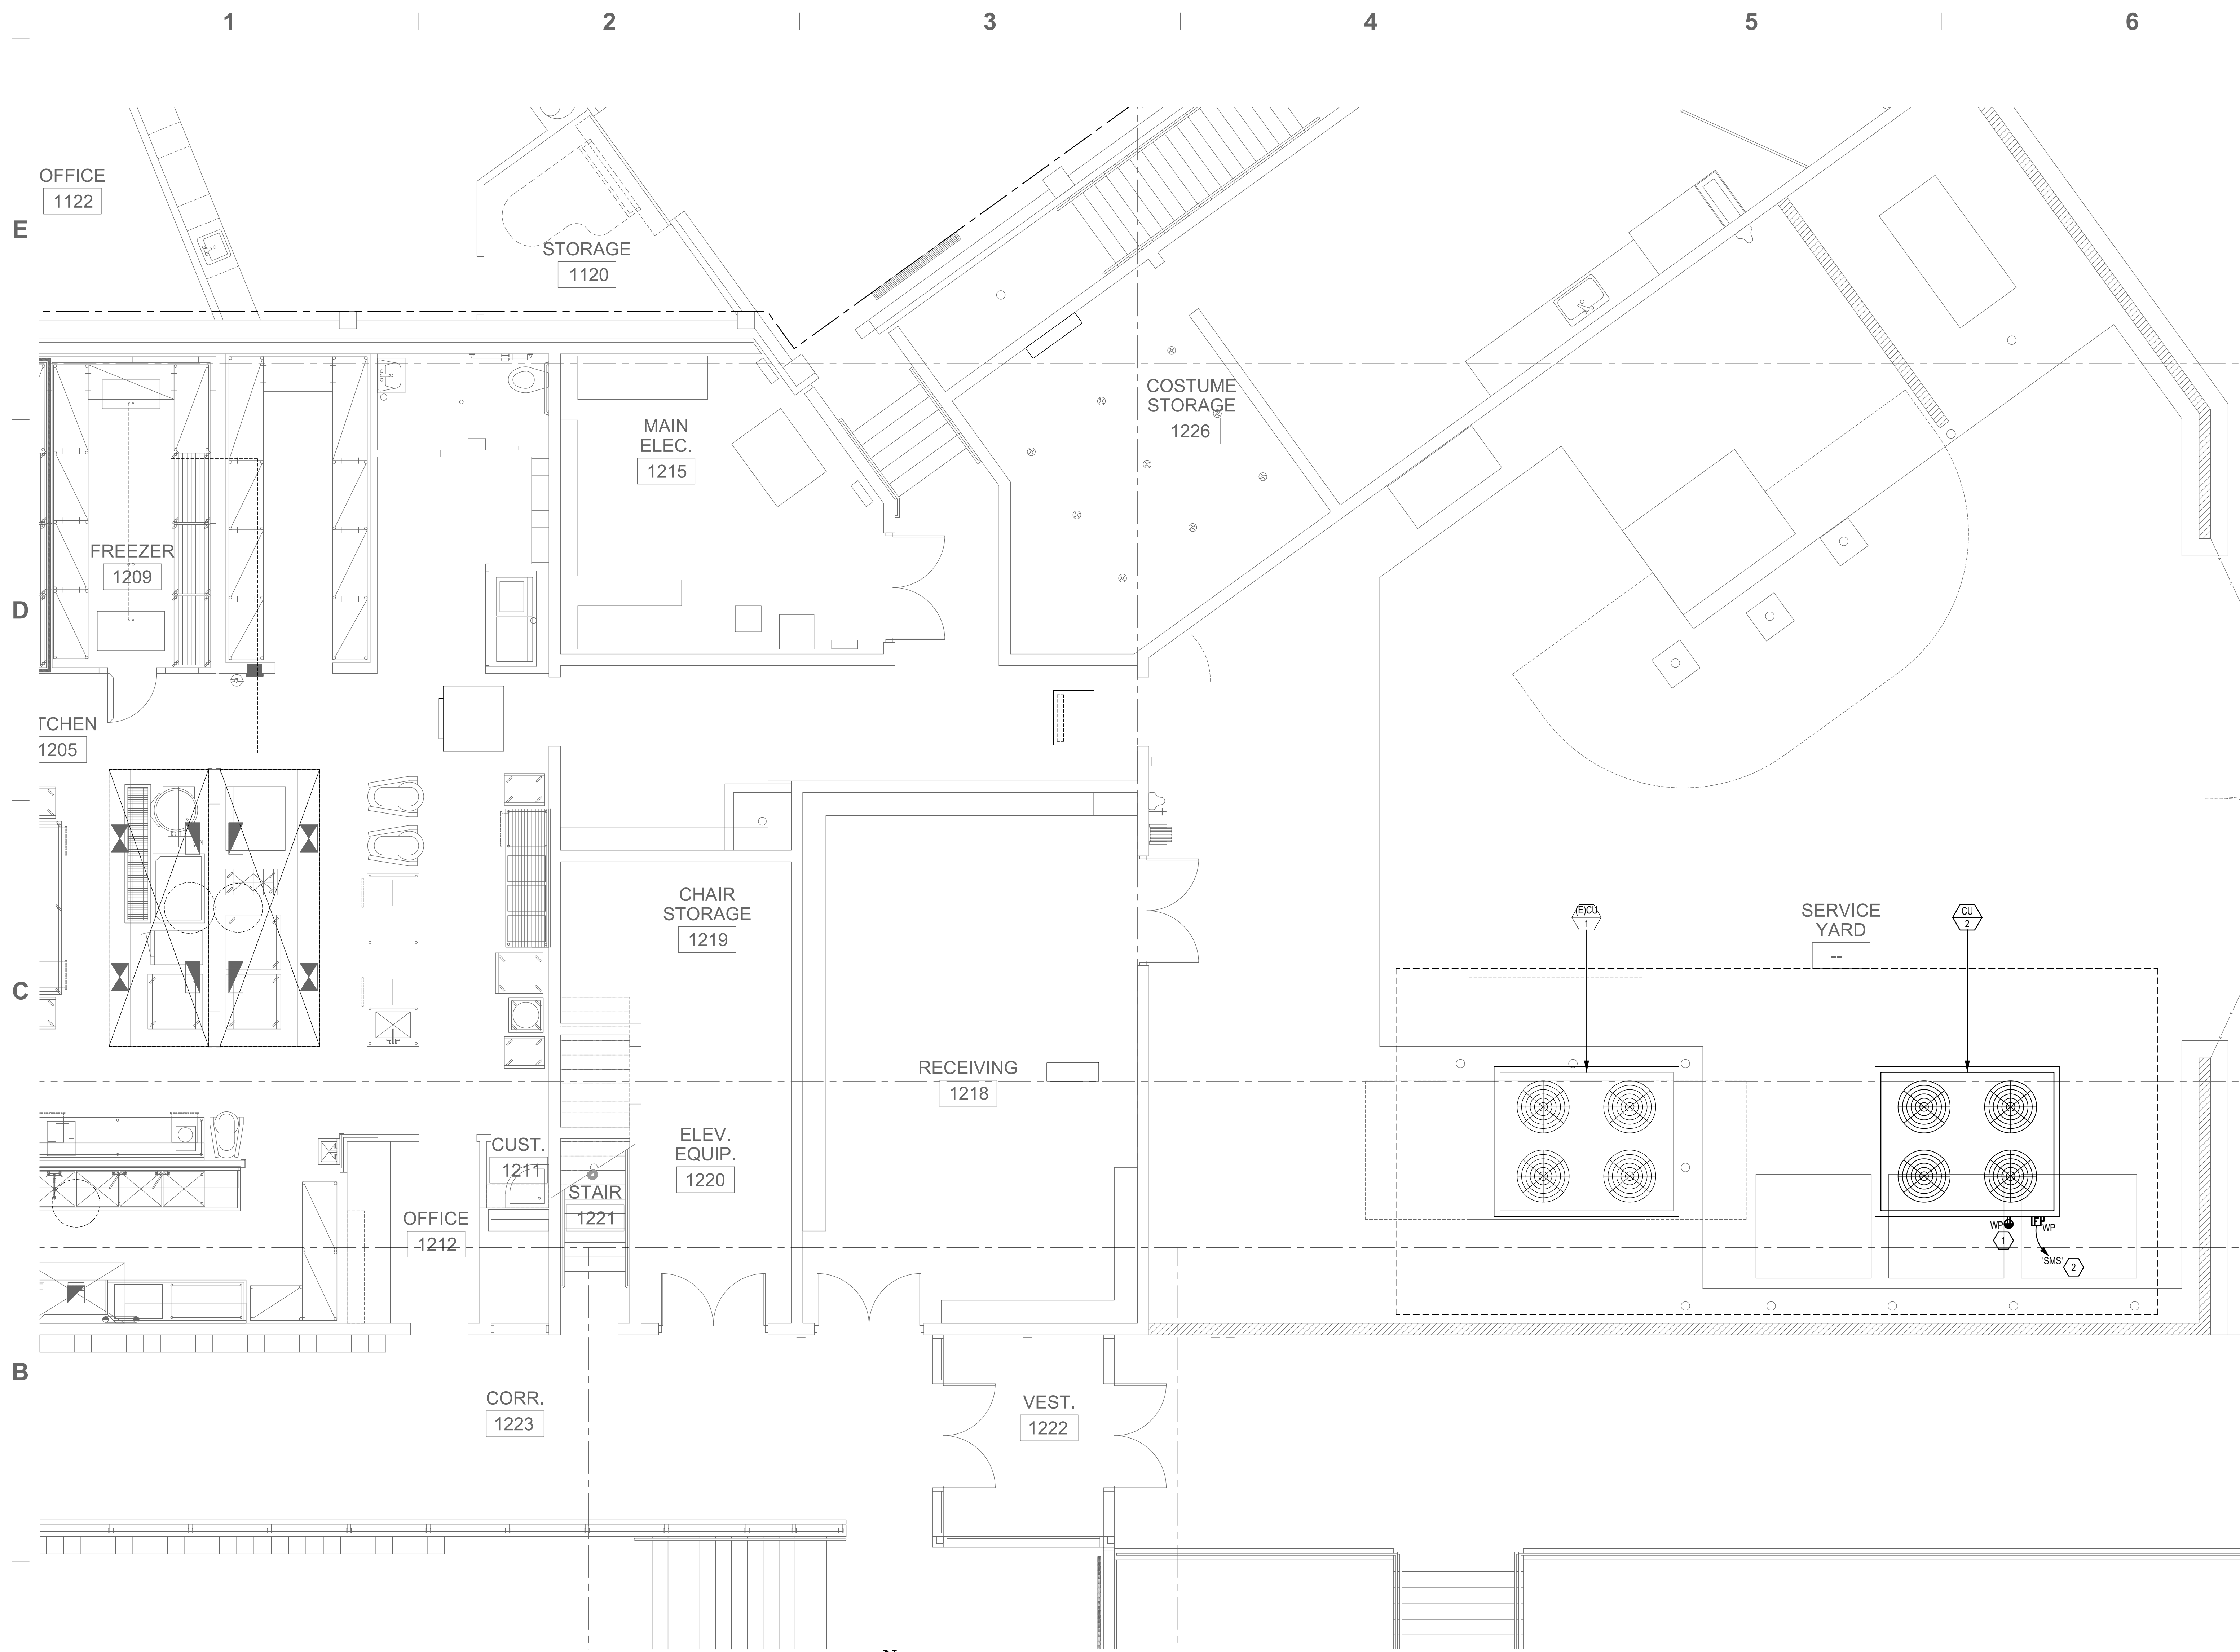 1 2 3 4 5 6
E
OFFICE
1122
STORAGE
1120
COSTUME
STORAGE
1226
MAIN
ELEC.
1215
D
FREEZER
1209
TCHEN
1205
C
CHAIR
STORAGE
1219
(E)CU
1
SERVICE
YARD
--
CU
2
RECEIVING
1218
CUST.
1211
ELEV.
EQUIP.
1220
STAIR
1221
OFFICE
1212
WP
1
F
WP
'SMS'
2
B
CORR.
1223
VEST.
1222